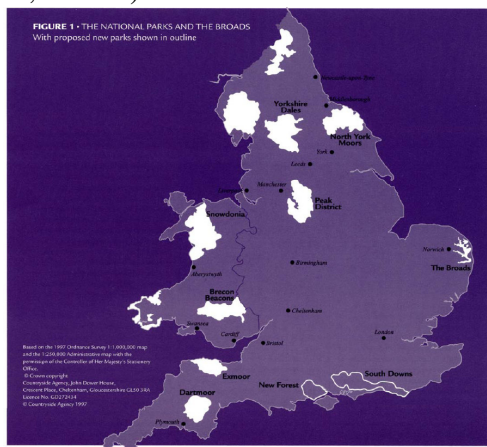 FIGURE 1 • THE NATIONAL PARKS AND THE BROADS
With proposed new parks shown in outline
Newcastle upon Tyne
Middlesbrough
Yorkshire
Dales
North York
Moors
York
Leeds
Liverpool
Manchester
Peak
District
Snowdonia
Norwich
The Broads
Birmingham
Aberystwyth
Brecon
Beacons
Cheltenham
Swansea
Cardiff
London
Bristol
Based on the 1997 Ordnance Survey 1:1,000,000 map
and the 1:250,000 Administrative map with the
permission of the Controller of Her Majesty's Stationery
Office.
© Crown copyright
Countryside Agency, John Dower House,
Crescent Place, Cheltenham, Gloucestershire GL50 3RA
Licence No. GD272434
© Countryside Agency 1997
Exmoor
South Downs
New Forest
Dartmoor
Plymouth